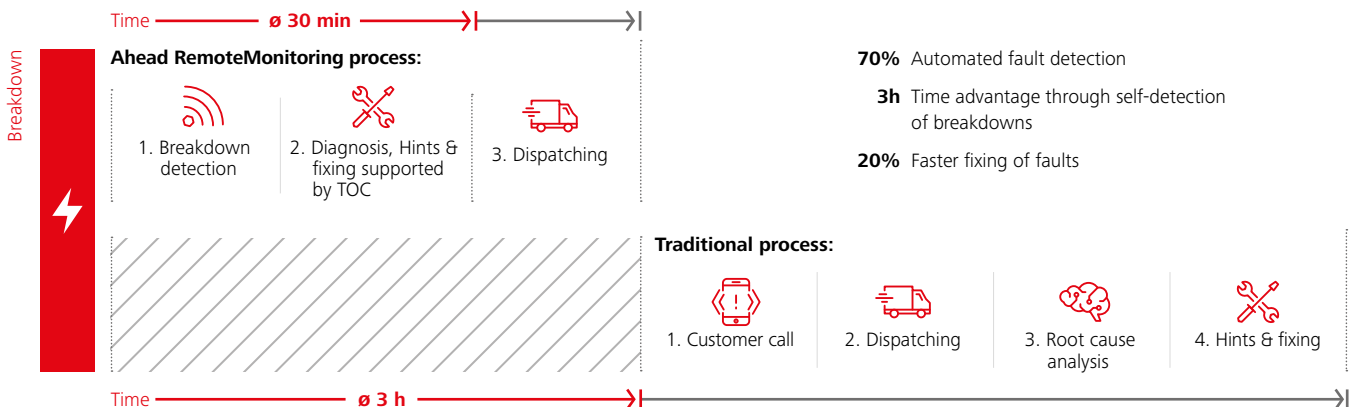 Time
ø 30 min
Breakdown
Ahead RemoteMonitoring process:
1. Breakdown
detection
2. Diagnosis, Hints &
fixing supported
by TOC
3. Dispatching
70% Automated fault detection
3h Time advantage through self-detection
of breakdowns
20% Faster fixing of faults
Traditional process:
1. Customer call
2. Dispatching
3. Root cause
analysis
4. Hints & fixing
Time
ø 3 h